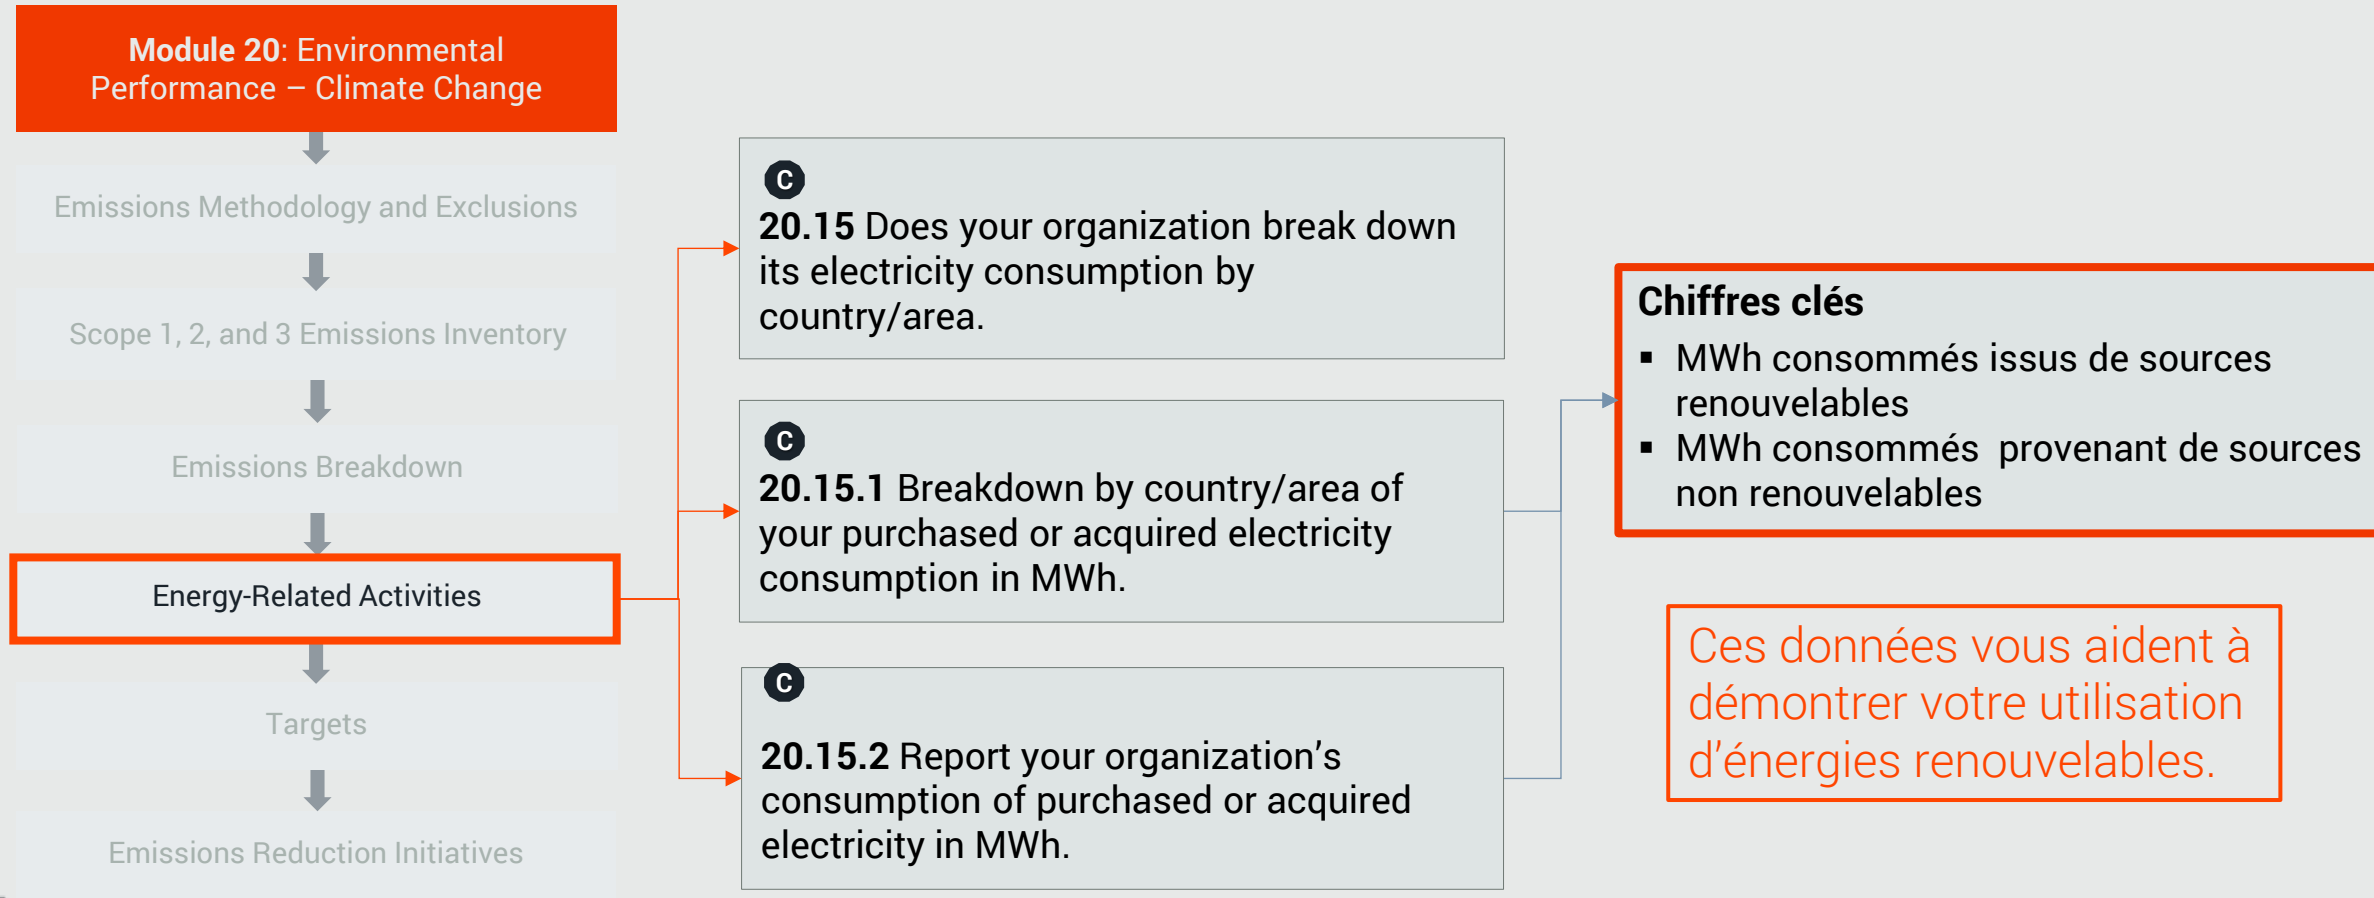 Module 20: Environmental
Performance – Climate Change
Emissions Methodology and Exclusions
Scope 1, 2, and 3 Emissions Inventory
Emissions Breakdown
Energy-Related Activities
Targets
Emissions Reduction Initiatives
C
20.15 Does your organization break down
its electricity consumption by
country/area.
C
20.15.1 Breakdown by country/area of
your purchased or acquired electricity
consumption in MWh.
C
20.15.2 Report your organization’s
consumption of purchased or acquired
electricity in MWh.
Chiffres clés
▪ MWh consommés issus de sources
renouvelables
▪ MWh consommés  provenant de sources
non renouvelables
Ces données vous aident à
démontrer votre utilisation
d’énergies renouvelables.